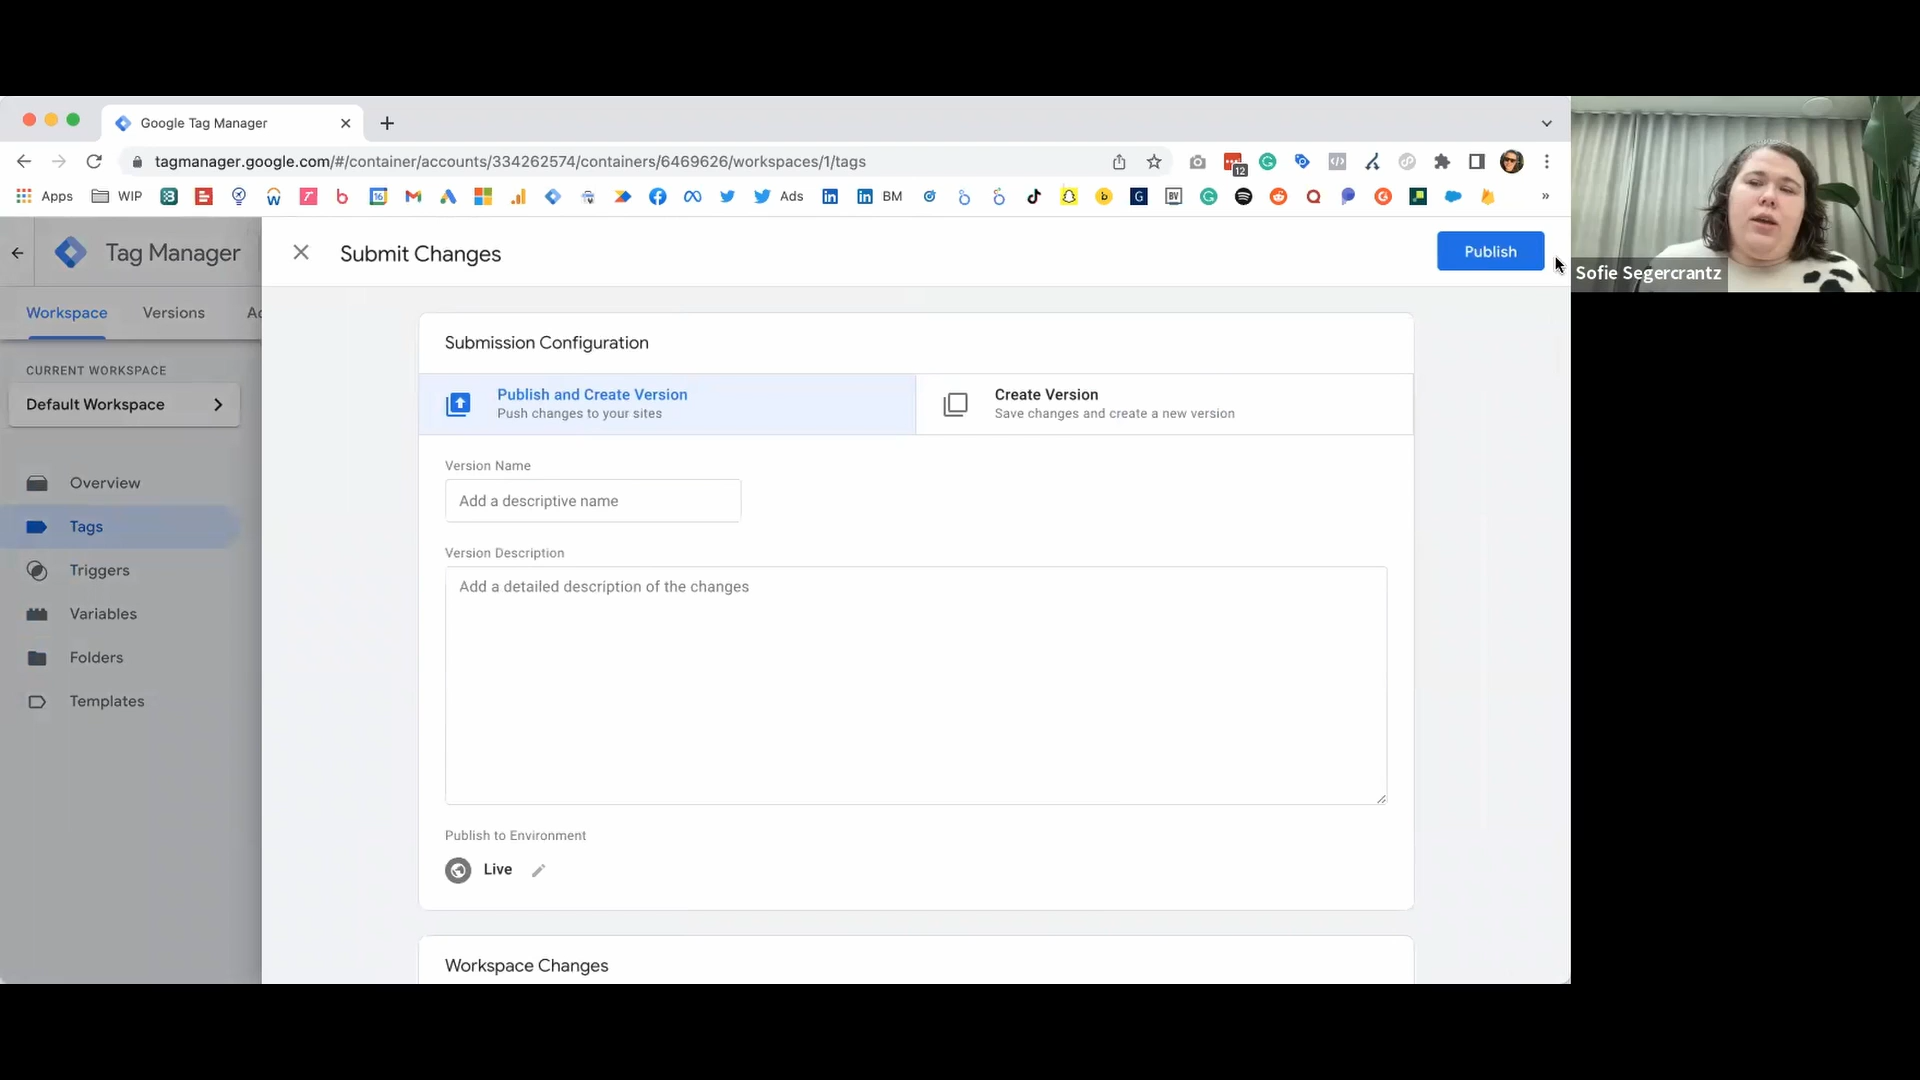 Google Tag Manager
tagmanager.google.com/#/container/accounts/334262574/containers/6469626/workspaces/1/tags
12
Apps
WIP
Ads
BM
Tag Manager
Submit Changes
Publish
Sofie Segercrantz
Workspace
Versions
Submission Configuration
CURRENT WORKSPACE
Default Workspace
Publish and Create Version
Push changes to your sites
Create Version
Save changes and create a new version
Version Name
Add a descriptive name
Overview
Tags
Triggers
Variables
Folders
Templates
Version Description
Add a detailed description of the changes
Publish to Environment
Live
Workspace Changes